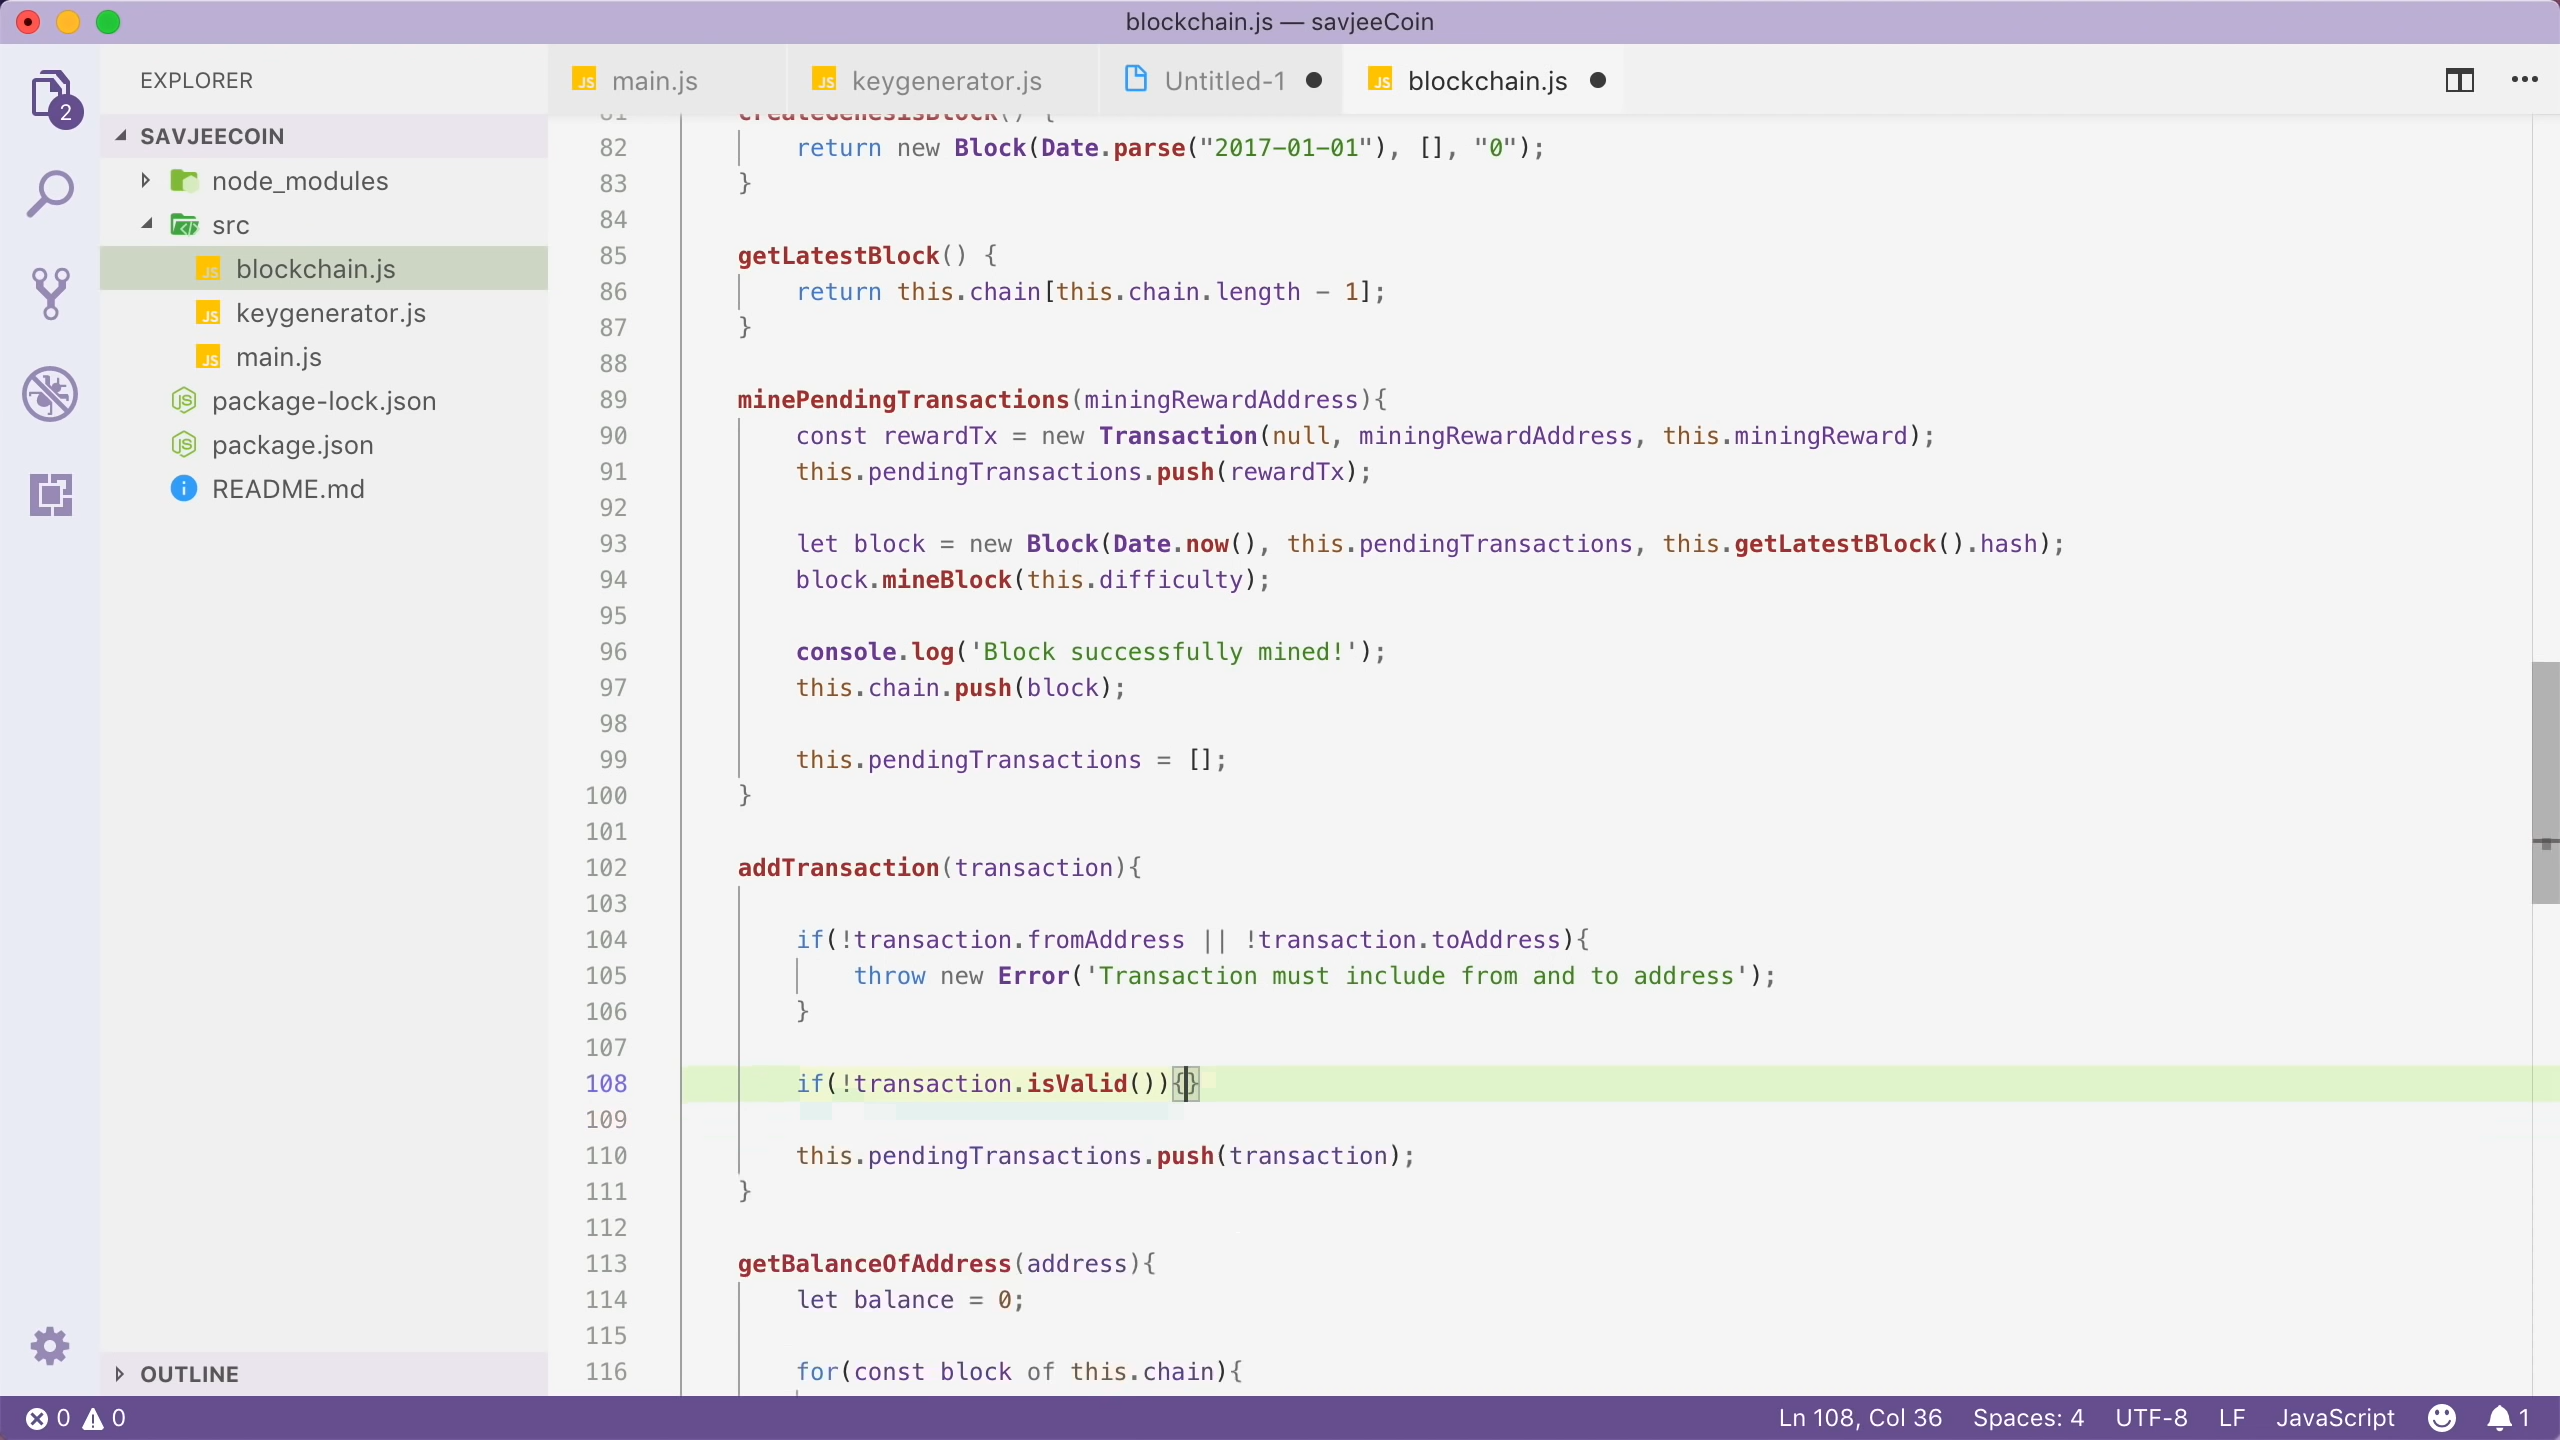 blockchain.js — savjeeCoin
EXPLORER
main.js
keygenerator.js
Untitled-1
blockchain.js
2
SAVJEECOIN
node_modules
src
blockchain.js
keygenerator.js
main.js
package-lock.json
package.json
README.md
OUTLINE
81 createGenesisBlock() {
82 return new Block(Date.parse("2017-01-01"), [], "0");
83 }
84
85 getLatestBlock() {
86 return this.chain[this.chain.length - 1];
87 }
88
89 minePendingTransactions(miningRewardAddress){
90 const rewardTx = new Transaction(null, miningRewardAddress, this.miningReward);
91 this.pendingTransactions.push(rewardTx);
92
93 let block = new Block(Date.now(), this.pendingTransactions, this.getLatestBlock().hash);
94 block.mineBlock(this.difficulty);
95
96 console.log('Block successfully mined!');
97 this.chain.push(block);
98
99 this.pendingTransactions = [];
100 }
101
102 addTransaction(transaction){
103
104 if(!transaction.fromAddress || !transaction.toAddress){
105 throw new Error('Transaction must include from and to address');
106 }
107
108 if(!transaction.isValid()){}
109
110 this.pendingTransactions.push(transaction);
111 }
112
113 getBalanceOfAddress(address){
114 let balance = 0;
115
116 for(const block of this.chain){
0 0
Ln 108, Col 36 Spaces: 4 UTF-8 LF JavaScript 1